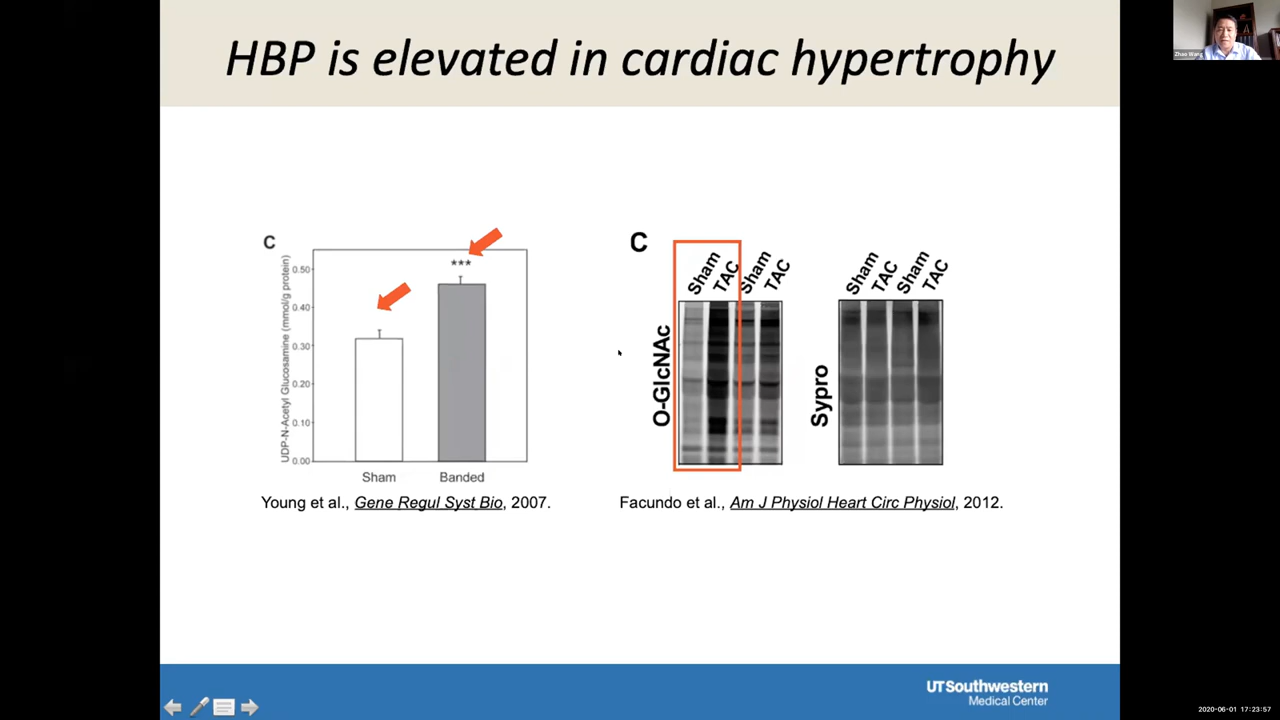 HBP is elevated in cardiac hypertrophy
Zhao Wang
C
***
UDP-N-Acetyl Glucosamine (mmol/g protein)
0.50
0.40
0.30
0.20
0.10
0.00
Sham
Banded
Young et al., Gene Regul Syst Bio, 2007.
C
Sham
TAC
Sham
TAC
O-GlcNAc
Sham
TAC
Sham
TAC
Sypro
Facundo et al., Am J Physiol Heart Circ Physiol, 2012.
UTSouthwestern
Medical Center
2020-06-01 17:23:57